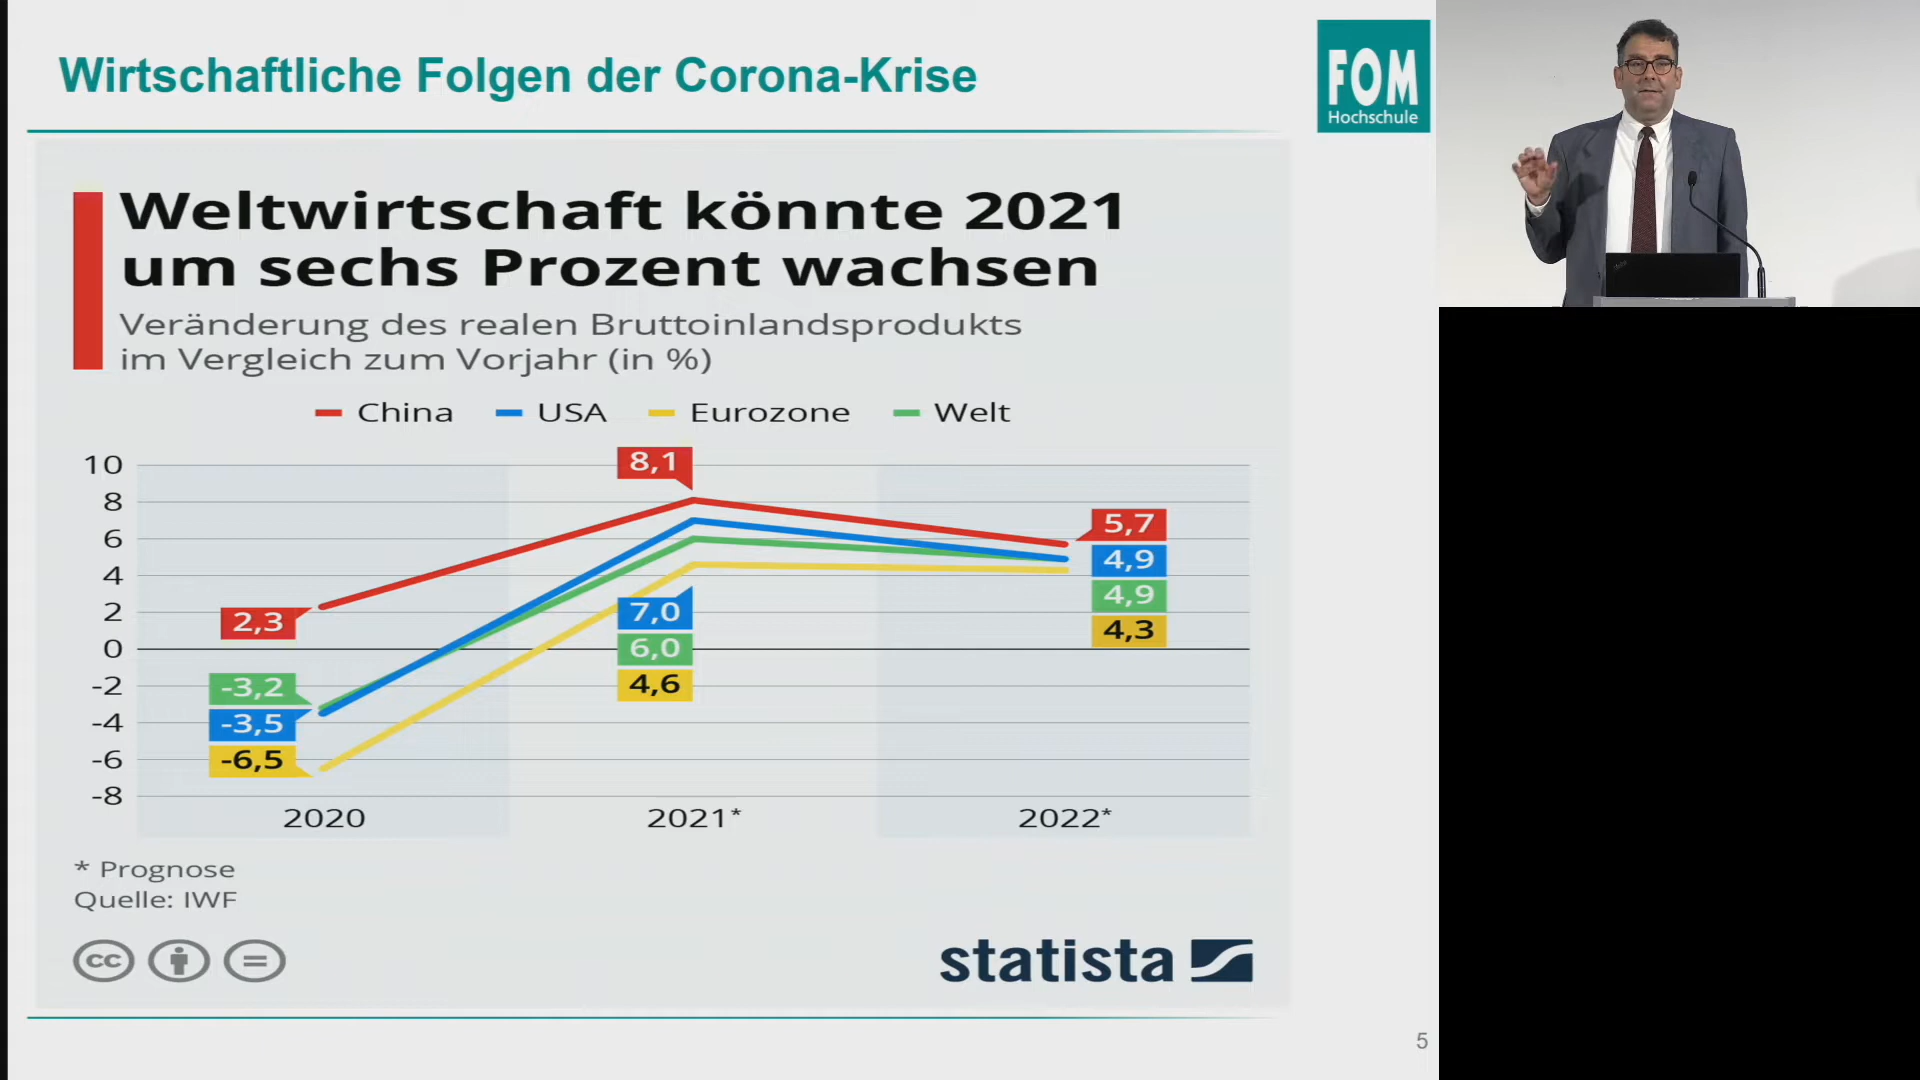 Wirtschaftliche Folgen der Corona-Krise
FOM
Hochschule
Weltwirtschaft könnte 2021
um sechs Prozent wachsen
Veränderung des realen Bruttoinlandsprodukts
im Vergleich zum Vorjahr (in %)
China USA Eurozone Welt
10
8
6
4
2
0
-2
-4
-6
-8
2,3
-3,2
-3,5
-6,5
8,1
7,0
6,0
4,6
5,7
4,9
4,9
4,3
2020 2021* 2022*
* Prognose
Quelle: IWF
cc
statista
5